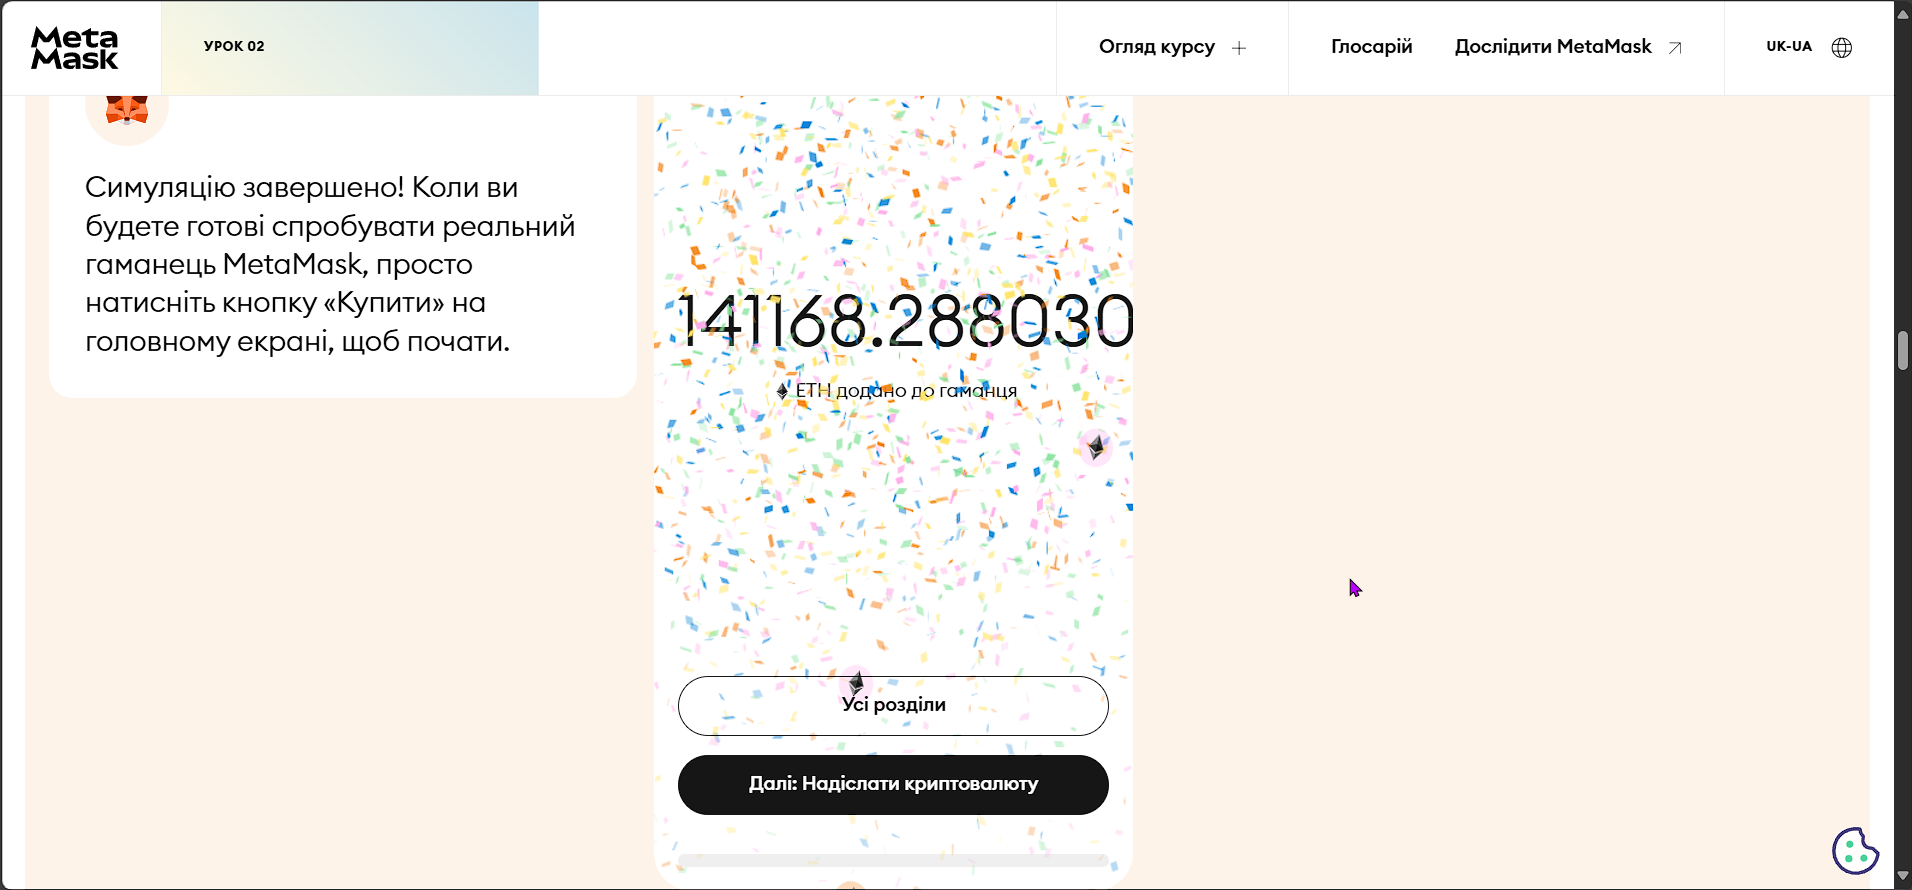 Meta
Mask
УРОК 02
Огляд курсу
Глосарій
Дослідити MetaMask
UK-UA
Симуляцію завершено! Коли ви
будете готові спробувати реальний
гаманець MetaMask, просто
натисніть кнопку «Купити» на
головному екрані, щоб почати.
141168.288030
ETH додано до гаманця
Усі розділи
Далі: Надіслати криптовалюту